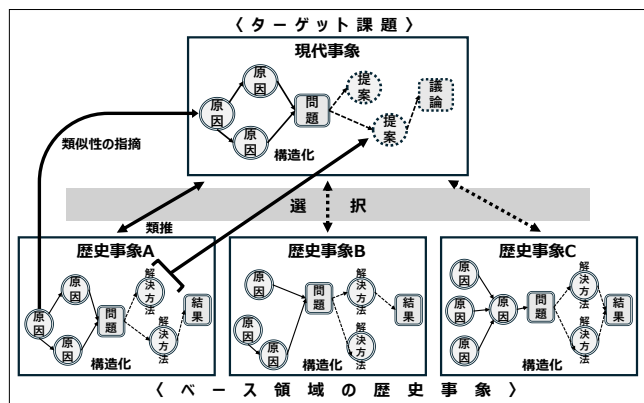 〈 タ ー ゲ ッ ト 課 題 〉
現代事象
原因
原因
原因
問題
提案
提案
議論
構造化
類似性の指摘
選 択
類推
歴史事象A
原因
原因
原因
問題
解決方法
解決方法
結果
構造化
歴史事象B
原因
原因
原因
問題
解決方法
解決方法
結果
構造化
歴史事象C
原因
原因
原因
原因
問題
解決方法
解決方法
結果
構造化
〈 ベ ー ス 領 域 の 歴 史 事 象 〉